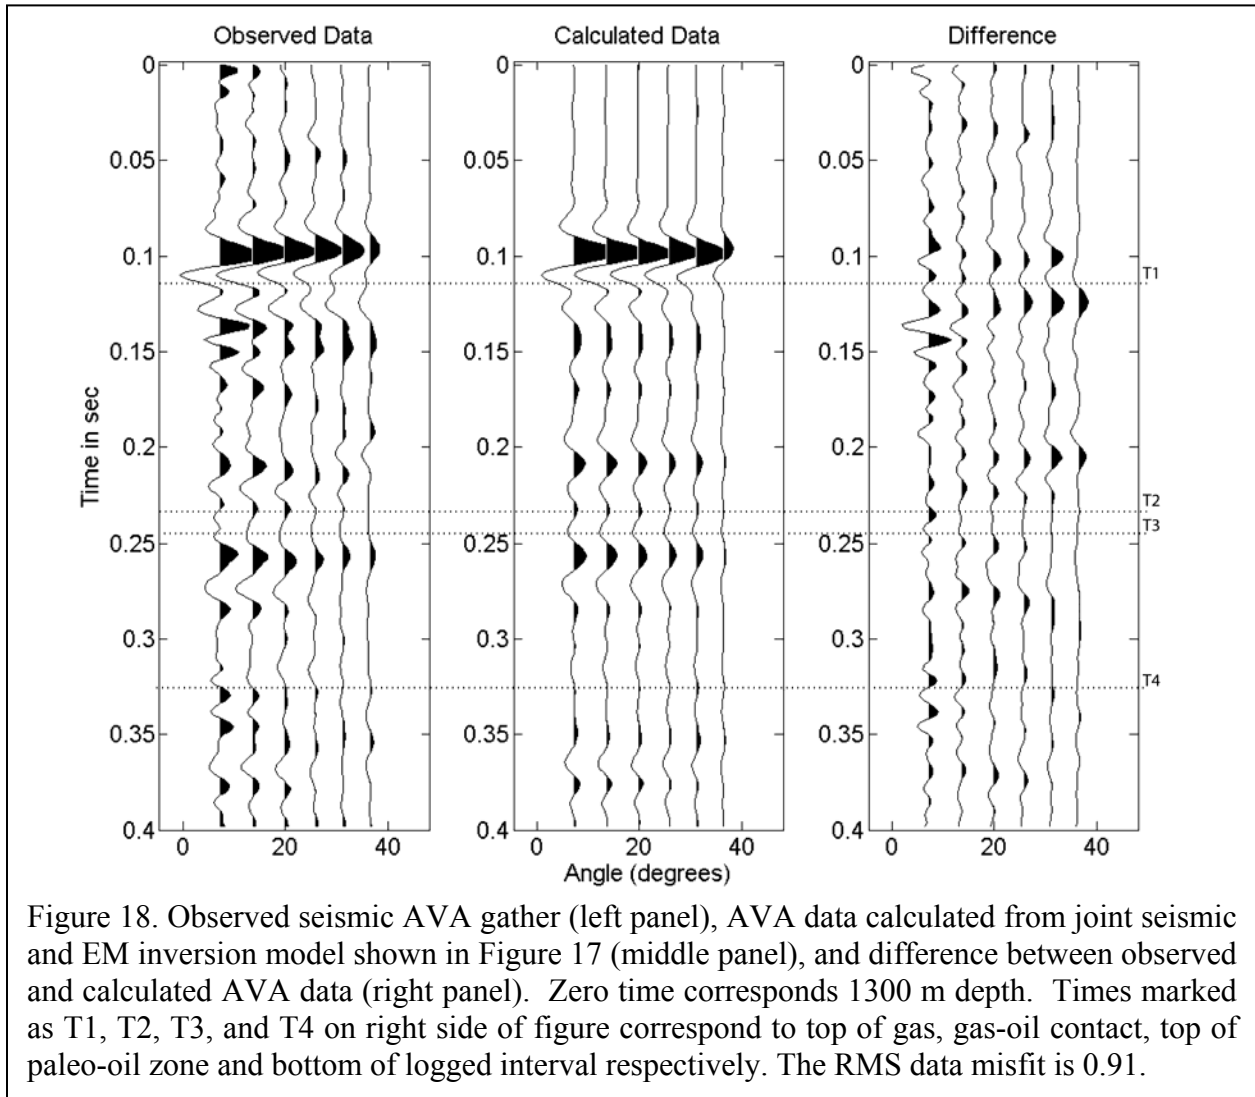 Observed Data
Calculated Data
Difference
0
0.05
0.1
0.15
0.2
0.25
0.3
0.35
0.4
0
20
40
Time in sec
0
0.05
0.1
0.15
0.2
0.25
0.3
0.35
0.4
0
20
40
Angle (degrees)
0
0.05
0.1
0.15
0.2
0.25
0.3
0.35
0.4
0
20
40
T1
T2
T3
T4
Figure 18. Observed seismic AVA gather (left panel), AVA data calculated from joint seismic
and EM inversion model shown in Figure 17 (middle panel), and difference between observed
and calculated AVA data (right panel). Zero time corresponds 1300 m depth. Times marked
as T1, T2, T3, and T4 on right side of figure correspond to top of gas, gas-oil contact, top of
paleo-oil zone and bottom of logged interval respectively. The RMS data misfit is 0.91.